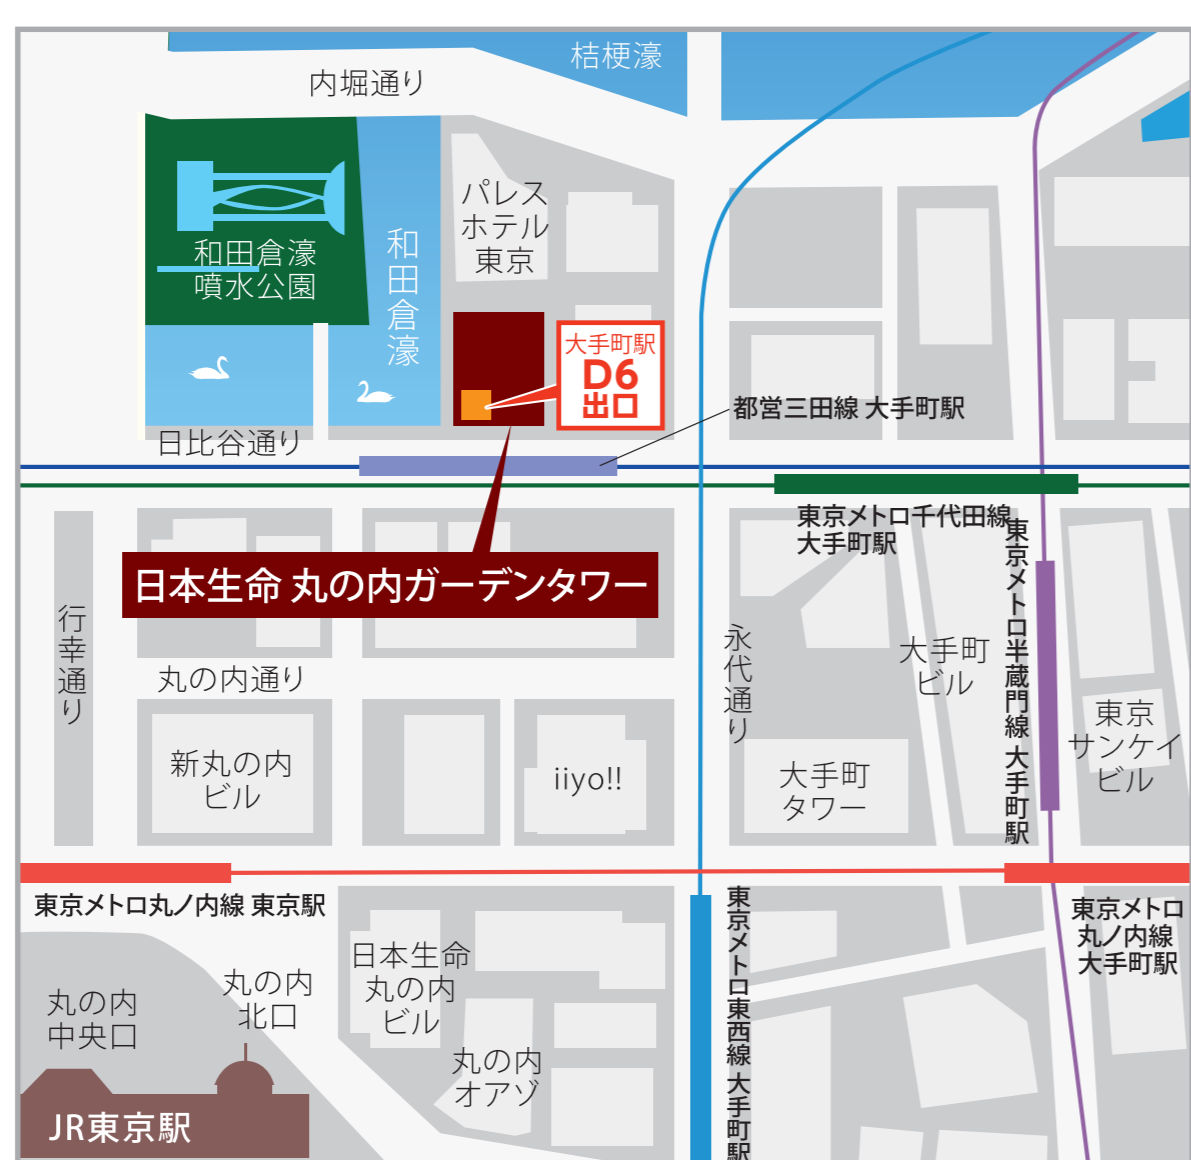 桔梗濠
内堀通り
パレス
ホテル
東京
和田倉濠
噴水公園
和田倉濠
大手町駅
D6
出口
都営三田線 大手町駅
日比谷通り
東京メトロ千代田線
大手町駅
東京メトロ半蔵門線 大手町駅
日本生命 丸の内ガーデンタワー
行幸通り
丸の内通り
永代通り
大手町
ビル
東京
サンケイ
ビル
新丸の内
ビル
iiyo!!
大手町
タワー
東京メトロ丸ノ内線 東京駅
東京メトロ東西線 大手町駅
東京メトロ
丸ノ内線
大手町駅
日本生命
丸の内
ビル
丸の内
北口
丸の内
中央口
丸の内
オアゾ
JR東京駅